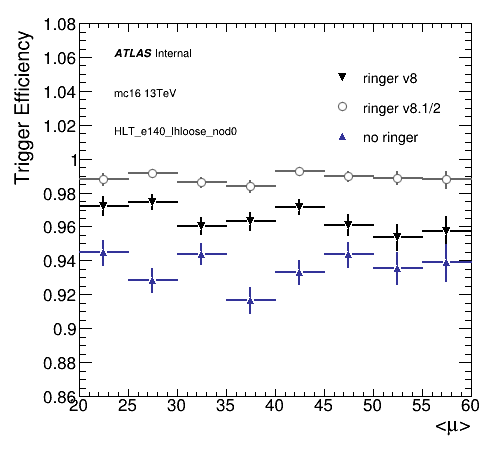 1.08
1.06
1.04
1.02
1
0.98
0.96
0.94
0.92
0.9
0.88
0.86
Trigger Efficiency
ATLAS Internal
mc16 13TeV
HLT_e140_lhloose_nod0
ringer v8
ringer v8.1/2
no ringer
20 25 30 35 40 45 50 55 60
<μ>